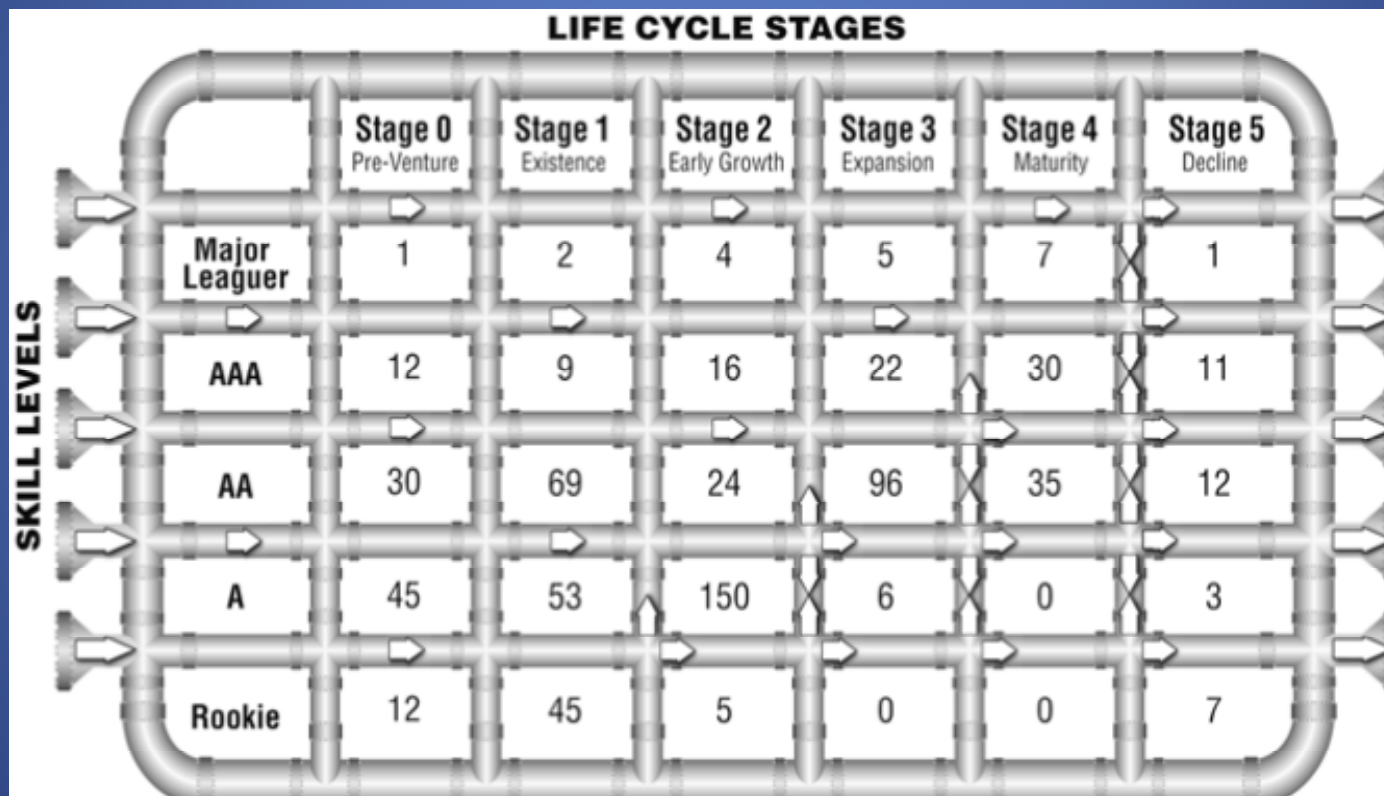 LIFE CYCLE STAGES
Stage 0 Stage 1 Stage 2 Stage 3 Stage 4 Stage 5
Pre-Venture Existence Early Growth Expansion Maturity Decline
SKILL LEVELS
Major
Leaguer 1 2 4 5 7 1
AAA 12 9 16 22 30 11
AA 30 69 24 96 35 12
A 45 53 150 6 0 3
Rookie 12 45 5 0 0 7